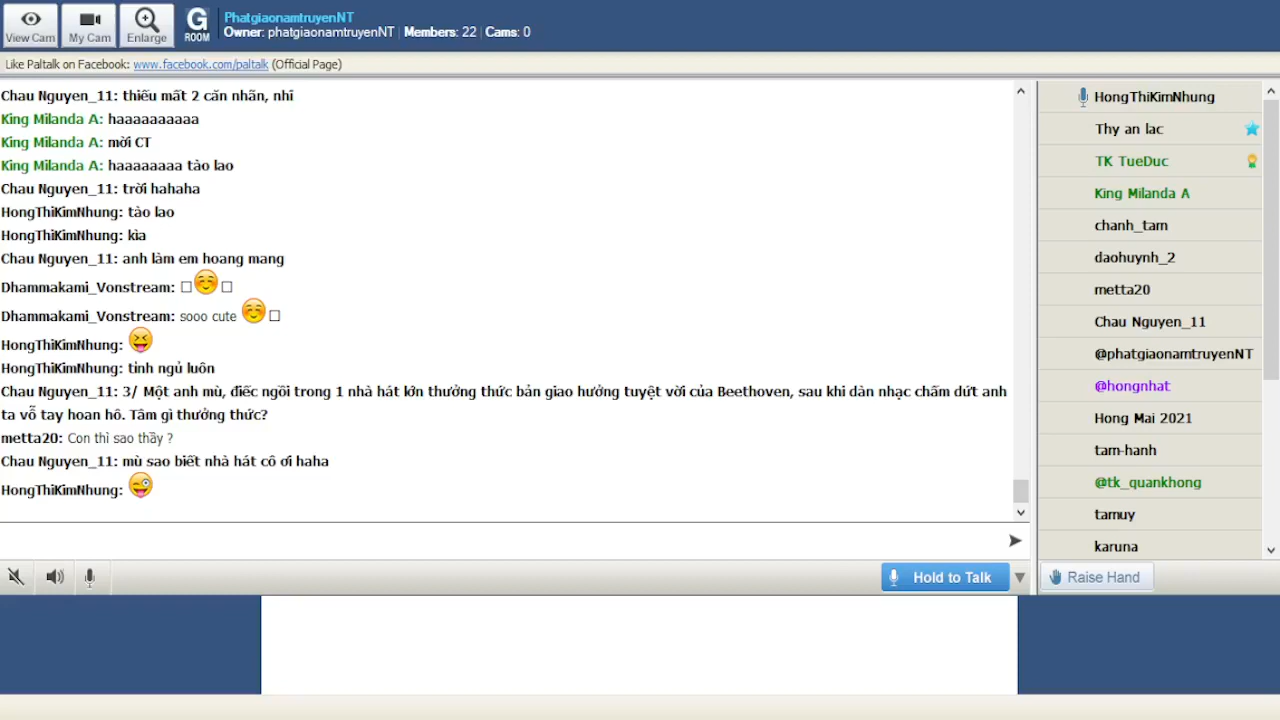 View Cam
My Cam
Enlarge
G
ROOM
PhatgiaonamtruyenNT
Owner: phatgiaonamtruyenNT | Members: 22 | Cams: 0
Like Paltalk on Facebook: www.facebook.com/paltalk (Official Page)
Chau Nguyen_11: thiếu mất 2 căn nhãn, nhĩ
King Milanda A: haaaaaaaaaa
King Milanda A: mời CT
King Milanda A: haaaaaaaa tào lao
Chau Nguyen_11: trời hahaha
HongThiKimNhung: tào lao
HongThiKimNhung: kìa
Chau Nguyen_11: anh làm em hoang mang
Dhammakami_Vonstream:
Dhammakami_Vonstream: sooo cute
HongThiKimNhung:
HongThiKimNhung: tỉnh ngủ luôn
Chau Nguyen_11: 3/ Một anh mù, điếc ngồi trong 1 nhà hát lớn thưởng thức bản giao hưởng tuyệt vời của Beethoven, sau khi dàn nhạc chấm dứt anh
ta vỗ tay hoan hô. Tâm gì thưởng thức?
metta20: Con thì sao thầy ?
Chau Nguyen_11: mù sao biết nhà hát cô ơi haha
HongThiKimNhung:
Hold to Talk
HongThiKimNhung
Thy an lac
TK TueDuc
King Milanda A
chanh_tam
daohuynh_2
metta20
Chau Nguyen_11
@phatgiaonamtruyenNT
@hongnhat
Hong Mai 2021
tam-hanh
@tk_quankhong
tamuy
karuna
Raise Hand